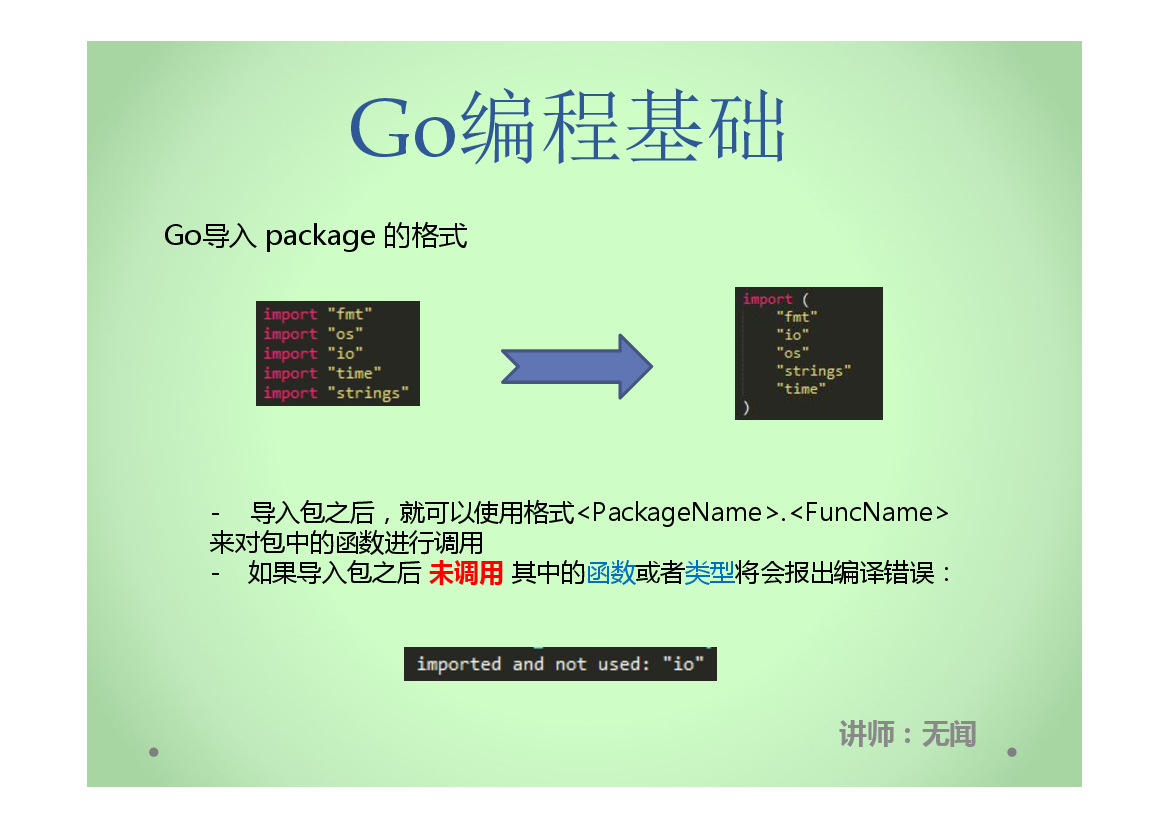 Go编程基础
Go导入 package 的格式
import "fmt"
import "os"
import "io"
import "time"
import "strings"
import (
"fmt"
"io"
"os"
"strings"
"time"
)
- 导入包之后，就可以使用格式<PackageName>.<FuncName>
来对包中的函数进行调用
- 如果导入包之后 未调用 其中的函数或者类型将会报出编译错误：
imported and not used: "io"
讲师：无闻